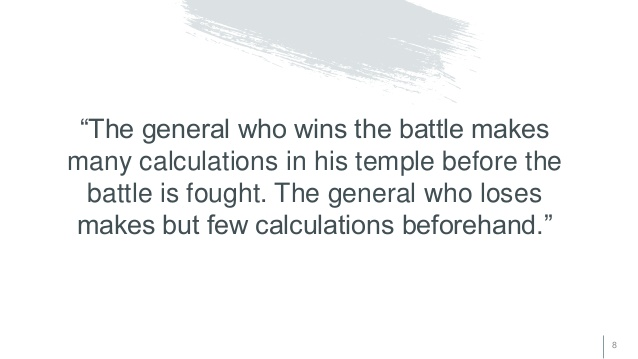 “The general who wins the battle makes
many calculations in his temple before the
battle is fought. The general who loses
makes but few calculations beforehand.”
8